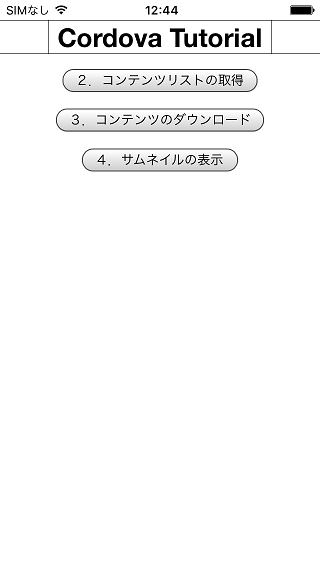 SIMなし 12:44
Cordova Tutorial
２．コンテンツリストの取得
３．コンテンツのダウンロード
４．サムネイルの表示